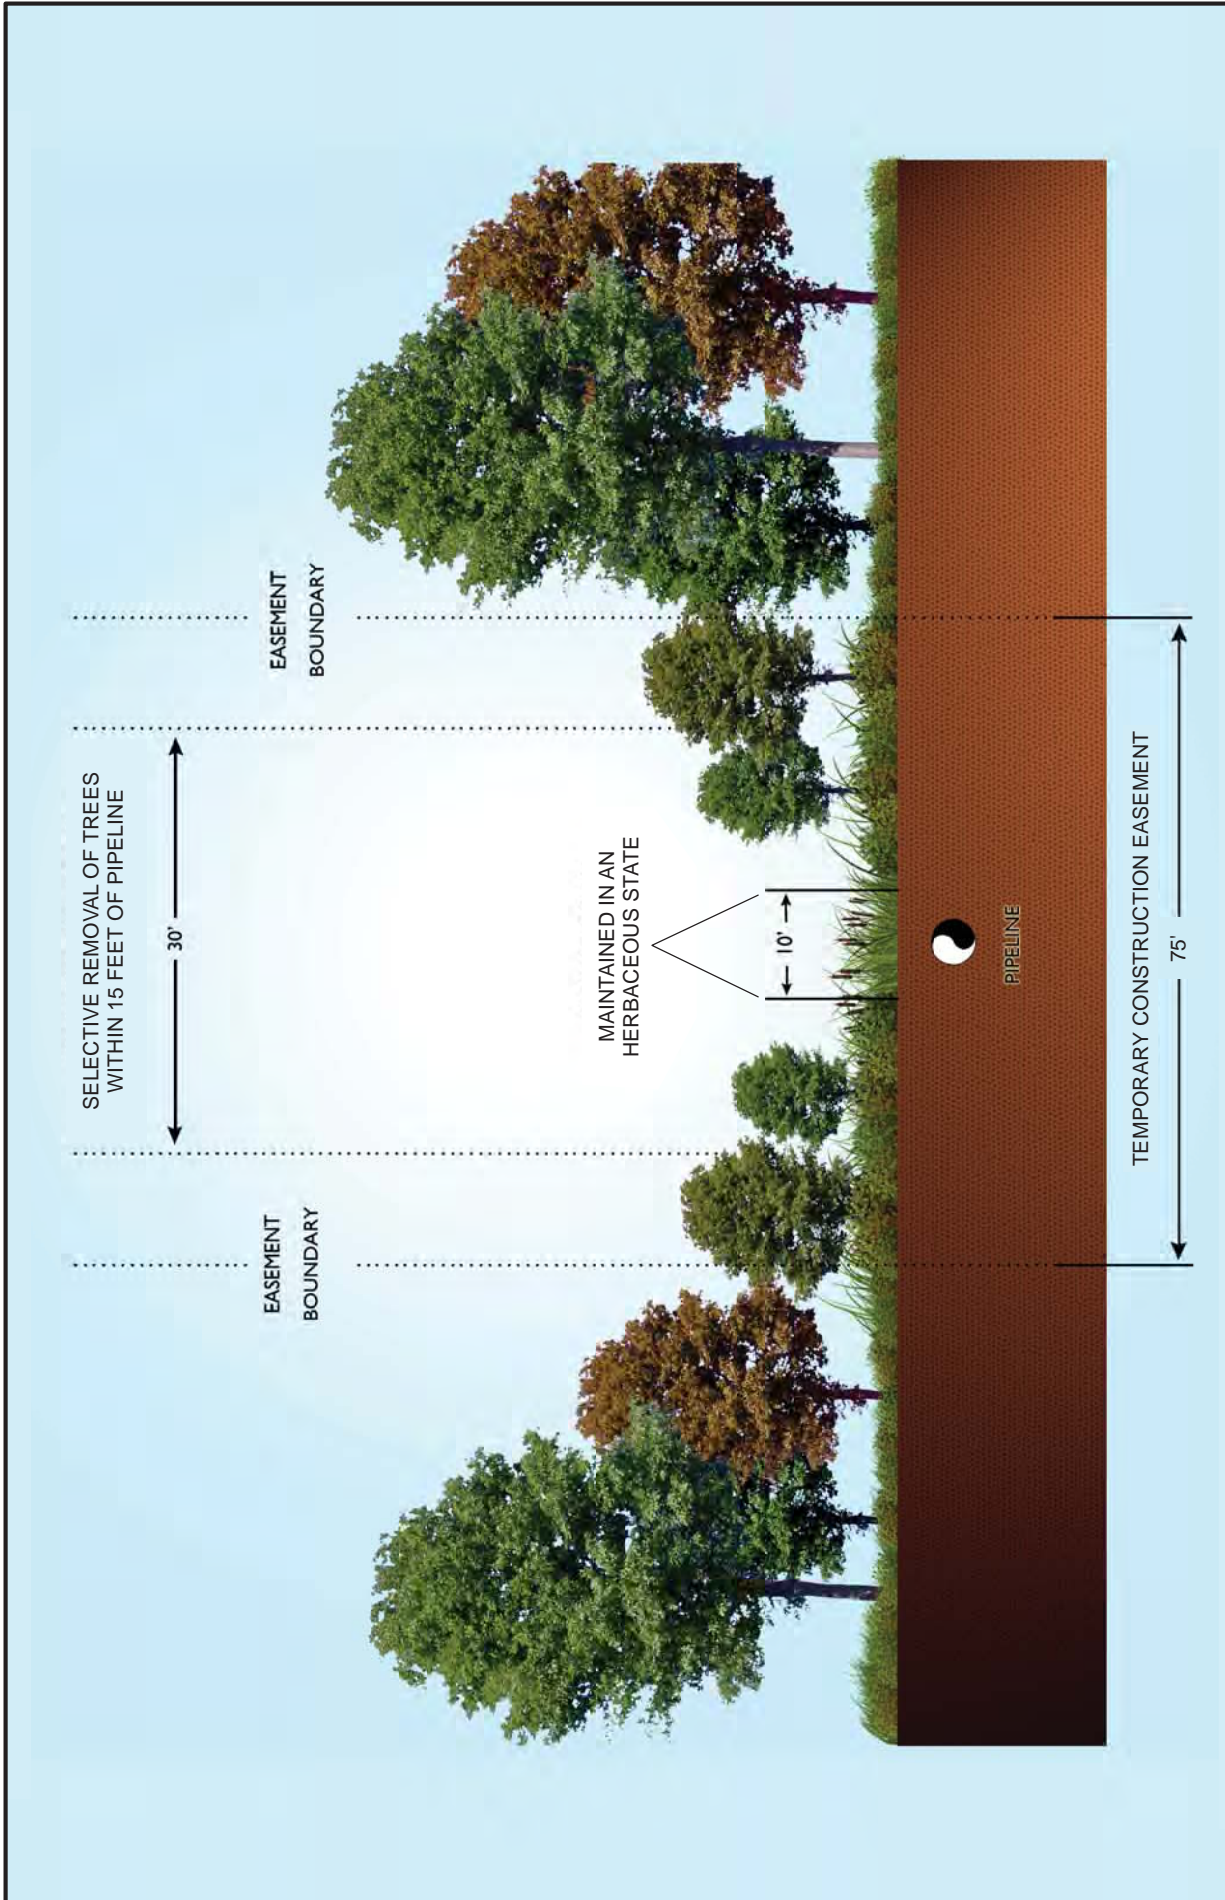 SELECTIVE REMOVAL OF TREES
WITHIN 15 FEET OF PIPELINE
30'
EASEMENT
BOUNDARY
EASEMENT
BOUNDARY
MAINTAINED IN AN
HERBACEOUS STATE
10'
PIPELINE
TEMPORARY CONSTRUCTION EASEMENT
75'